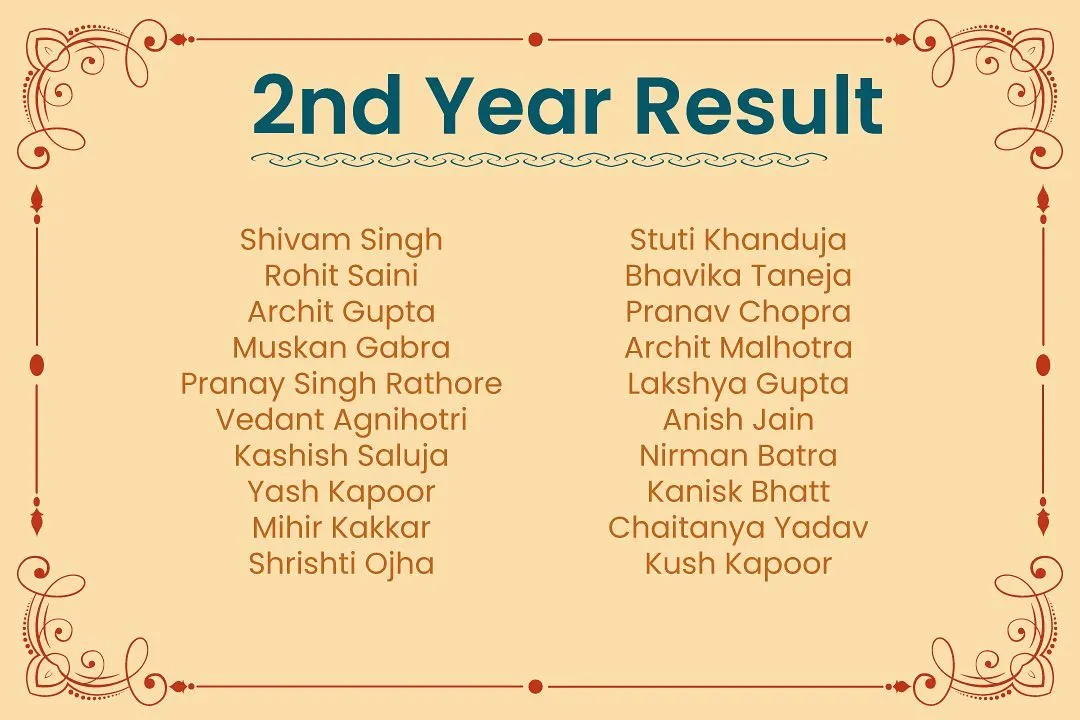 2nd Year Result
Shivam Singh
Rohit Saini
Archit Gupta
Muskan Gabra
Pranay Singh Rathore
Vedant Agnihotri
Kashish Saluja
Yash Kapoor
Mihir Kakkar
Shrishti Ojha
Stuti Khanduja
Bhavika Taneja
Pranav Chopra
Archit Malhotra
Lakshya Gupta
Anish Jain
Nirman Batra
Kanisk Bhatt
Chaitanya Yadav
Kush Kapoor